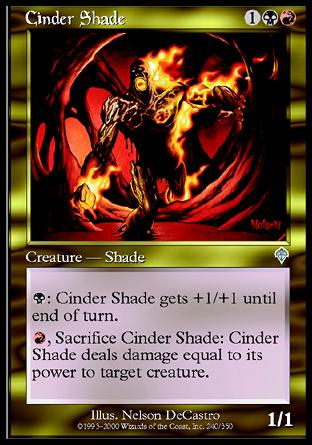 Cinder Shade 1
NELSON
Creature — Shade
: Cinder Shade gets +1/+1 until
end of turn.
, Sacrifice Cinder Shade: Cinder
Shade deals damage equal to its
power to target creature.
Illus. Nelson DeCastro
©1993-2000 Wizards of the Coast, Inc. 240/350
1/1